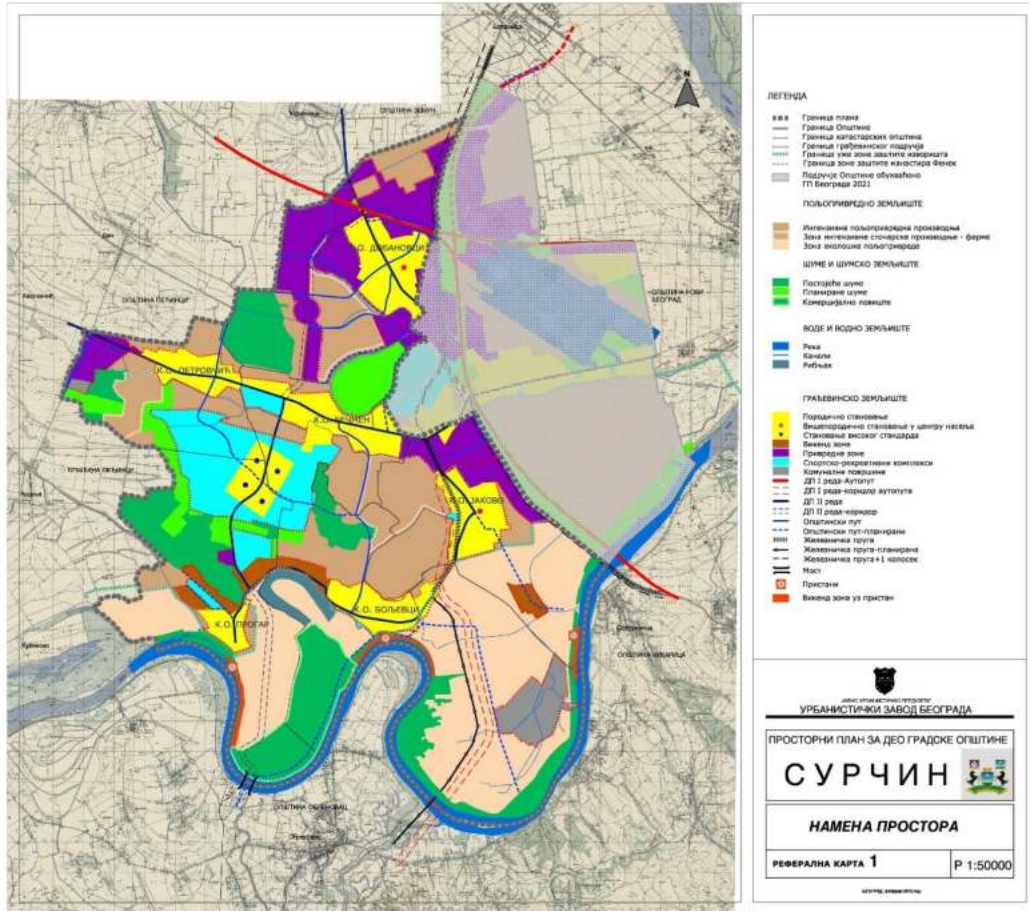 ОПШТИНА ЗЕМУН
О. ДОБАНОВЦИ
ОПШТИНА ПЕЋИНЦИ
ОПШТИНА НОВИ
БЕОГРАД
К.О. ПЕТРОВЧИЋ
К.О. БЕЧМЕН
К.О. ЈАКОВО
К.О. БОЉЕВЦИ
К.О. ПРОГАР
ОПШТИНА ЧУКАРИЦА
ОПШТИНА ОБРЕНОВАЦ
N
ЛЕГЕНДА
Граница плана
Граница Општине
Граница катастарских општина
Граница грађевинског подручја
Граница уже зоне заштите изворишта
Граница зоне заштите манастира Фенек
Подручје Општине обухваћено
ГП Београда 2021
ПОЉОПРИВРЕДНО ЗЕМЉИШТЕ
Интензивна пољопривредна производња
Зона интензивне сточарске производње - фарме
Зона еколошке пољопривреде
ШУМЕ И ШУМСКО ЗЕМЉИШТЕ
Постојеће шуме
Планиране шуме
Комерцијално ловиште
ВОДЕ И ВОДНО ЗЕМЉИШТЕ
Река
Канали
Рибњак
ГРАЂЕВИНСКО ЗЕМЉИШТЕ
Породично становање
Вишепородично становање у центру насеља
Становање високог стандарда
Викенд зоне
Привредне зоне
Спортско-рекреативни комплекси
Комуналне површине
ДП I реда-Аутопут
ДП I реда-коридор аутопута
ДП II реда
ДП II реда-коридор
Општински пут
Општински пут-планирани
Железничка пруга
Железничка пруга-планирана
Железничка пруга+1 колосек
Мост
Пристани
Викенд зона уз пристан
УРБАНИСТИЧКИ ЗАВОД БЕОГРАДА
ПРОСТОРНИ ПЛАН ЗА ДЕО ГРАДСКЕ ОПШТИНЕ
СУРЧИН
НАМЕНА ПРОСТОРА
РЕФЕРАЛНА КАРТА 1
Р 1:50000